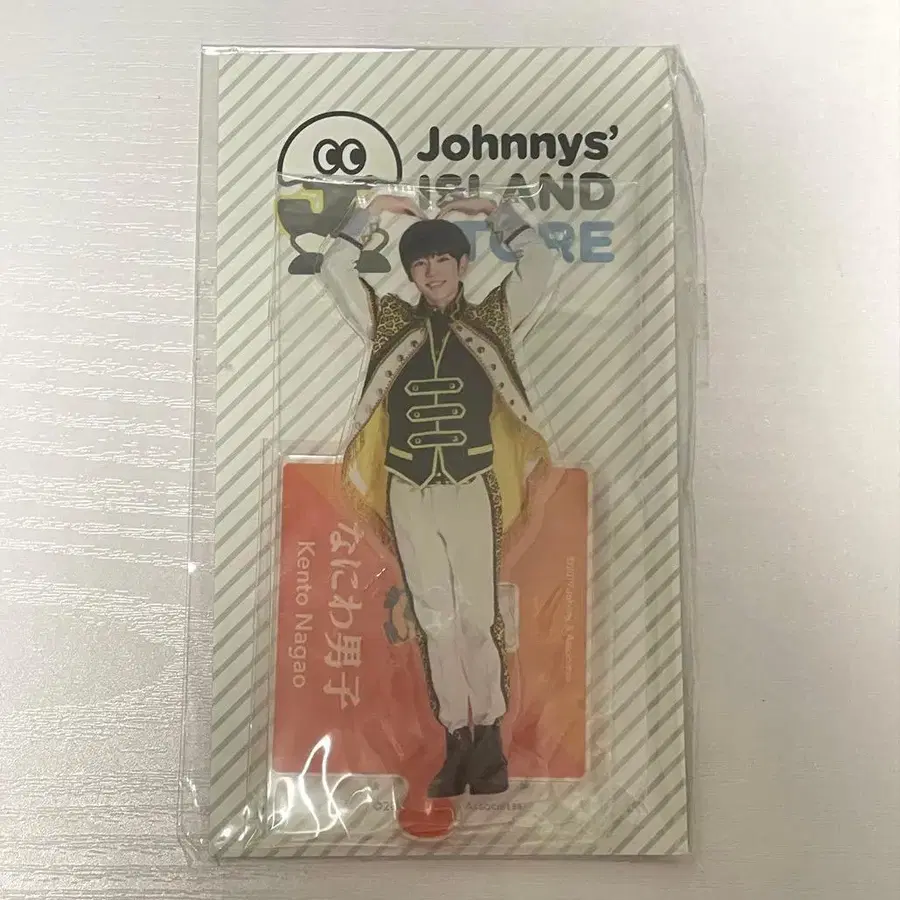 Johnnys'
ISLAND
STORE
なにわ男子
Kento Nagao